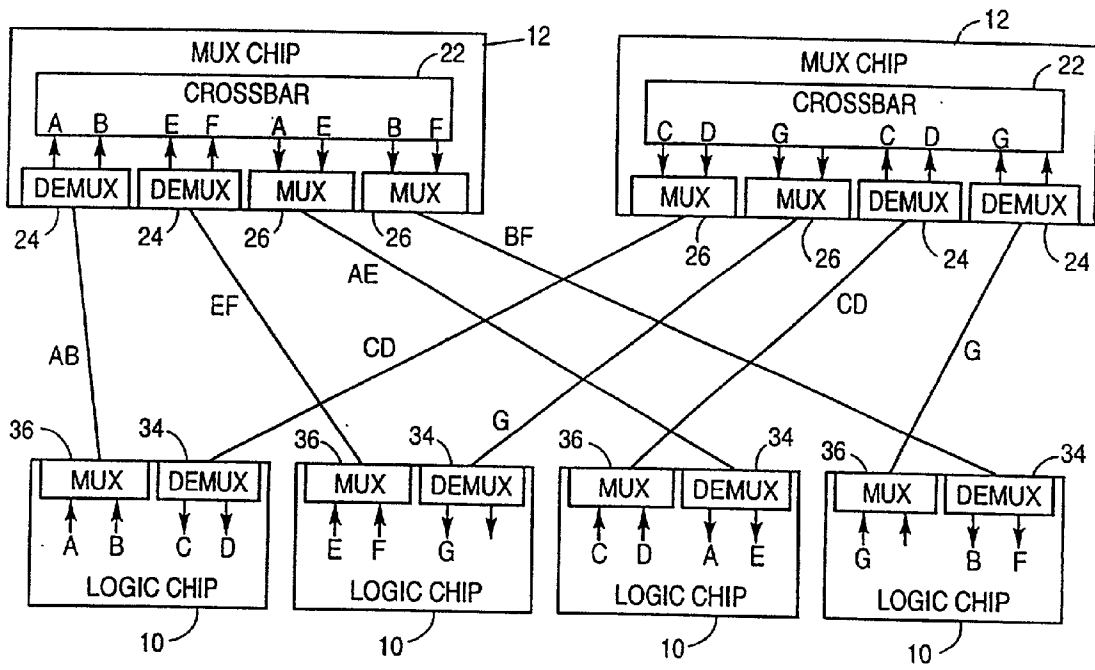 12
12
MUX CHIP
22
MUX CHIP
22
CROSSBAR
CROSSBAR
A B E F A E B F
C D G C D G
DEMUX DEMUX MUX MUX
MUX MUX DEMUX DEMUX
24 24 26 26
BF
26 26 24 24
AE
EF
CD
AB
CD
G
G
36 34 36 34 36 34 36 34
MUX DEMUX MUX DEMUX MUX DEMUX MUX DEMUX
A B C D E F G C D A E G B F
LOGIC CHIP LOGIC CHIP LOGIC CHIP LOGIC CHIP
10 10 10 10